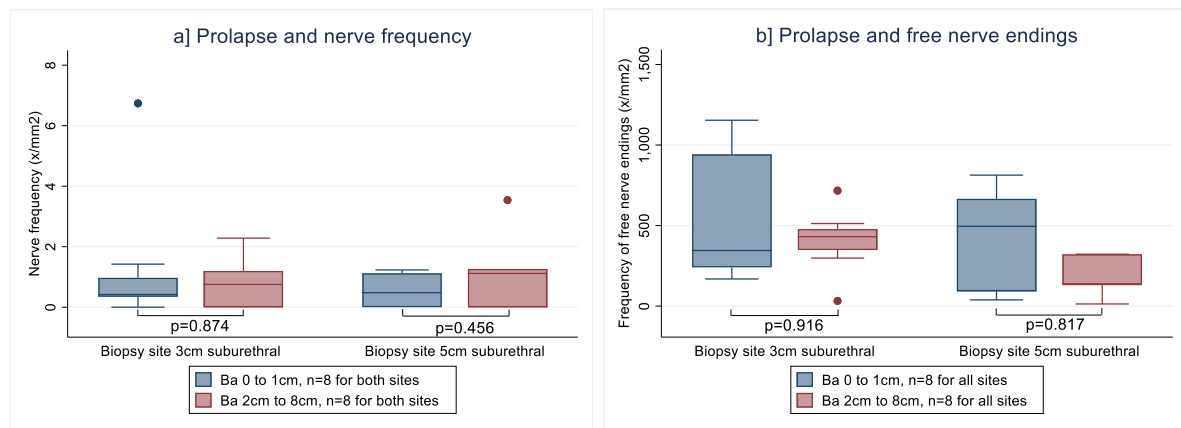 a] Prolapse and nerve frequency
Nerve frequency (x/mm2)
8
6
4
2
0
p=0.874
p=0.456
Biopsy site 3cm suburethral
Biopsy site 5cm suburethral
Ba 0 to 1cm, n=8 for both sites
Ba 2cm to 8cm, n=8 for both sites
b] Prolapse and free nerve endings
Frequency of free nerve endings (x/mm2)
1,500
1,000
500
0
p=0.916
p=0.817
Biopsy site 3cm suburethral
Biopsy site 5cm suburethral
Ba 0 to 1cm, n=8 for all sites
Ba 2cm to 8cm, n=8 for all sites